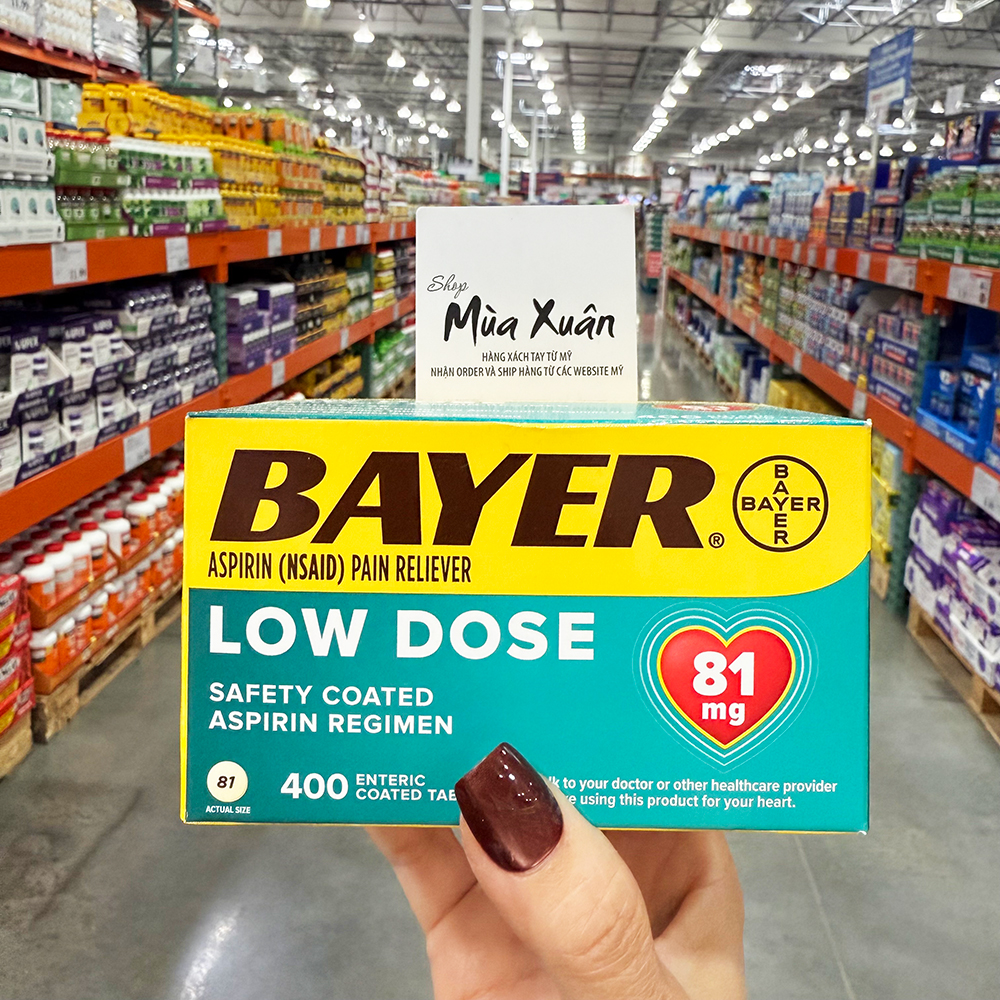 Shop
Mùa Xuân
HÀNG XÁCH TAY TỪ MỸ
NHẬN ORDER VÀ SHIP HÀNG TỪ CÁC WEBSITE MỸ
BAYER®
BAYER
BAYER
ASPIRIN (NSAID) PAIN RELIEVER
LOW DOSE
81
mg
SAFETY COATED
ASPIRIN REGIMEN
81
ACTUAL SIZE
400 ENTERIC
COATED
to your doctor or other healthcare provider
using this product for your heart.